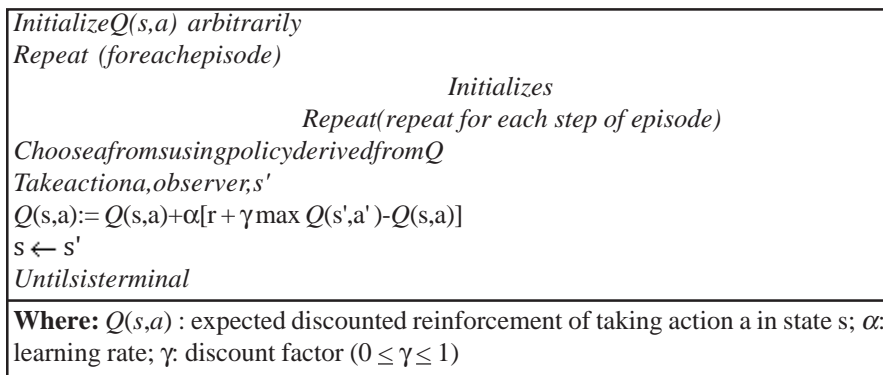 InitializeQ(s,a) arbitrarily
Repeat (foreachepisode)
Initializes
Repeat(repeat for each step of episode)
ChooseafromsusingpolicyderivedfromQ
Takeactiona,observer,s'
Q(s,a):= Q(s,a)+α[r + γ max Q(s',a' )-Q(s,a)]
s ← s'
Untilsisterminal
Where: Q(s,a) : expected discounted reinforcement of taking action a in state s; α:
learning rate; γ: discount factor (0 ≤ γ ≤ 1)